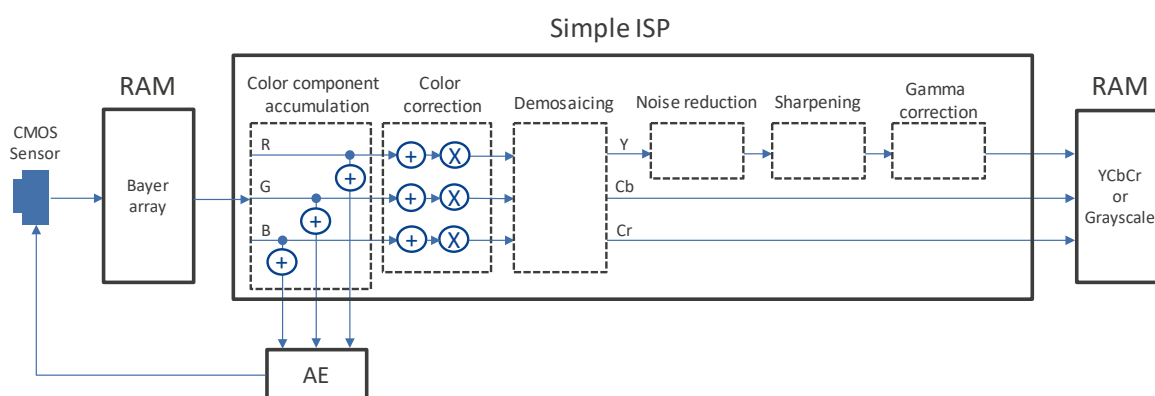 Simple ISP
RAM
CMOS
Sensor
Bayer
array
Color component
accumulation
R
G
B
+
+
+
Color
correction
+ X
+ X
+ X
Demosaicing
Y
Cb
Cr
Noise reduction
Sharpening
Gamma
correction
RAM
YCbCr
or
Grayscale
AE